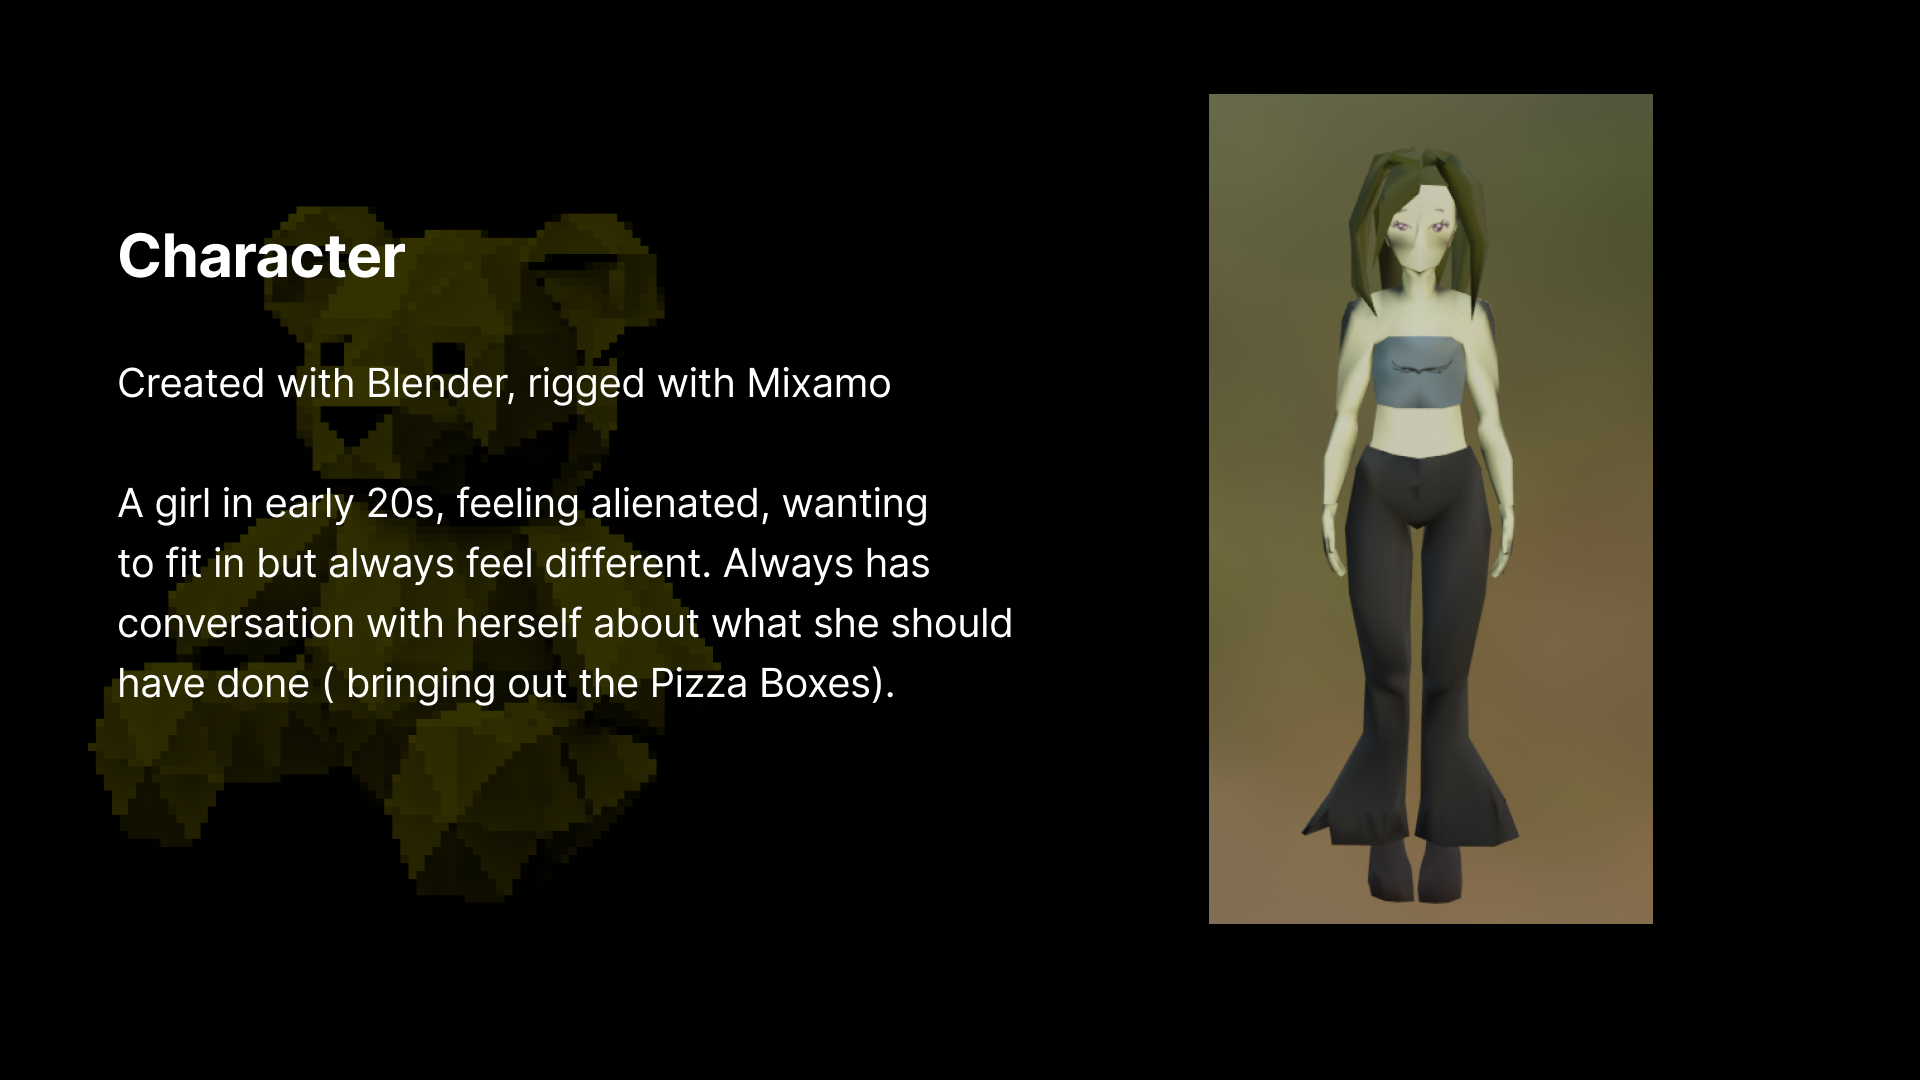 Character
Created with Blender, rigged with Mixamo
A girl in early 20s, feeling alienated, wanting
to fit in but always feel different. Always has
conversation with herself about what she should
have done ( bringing out the Pizza Boxes).